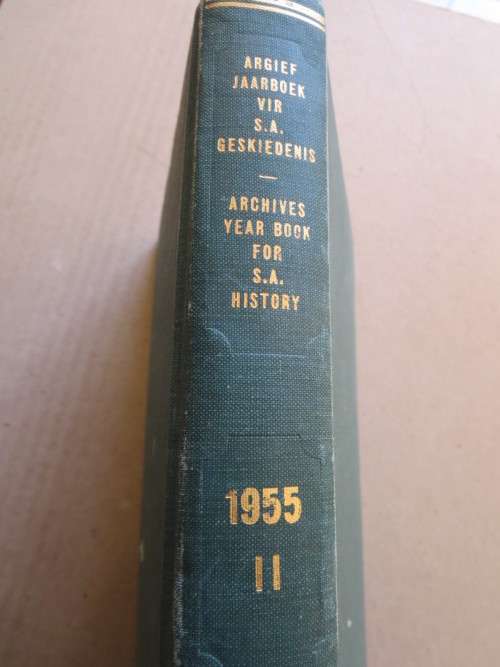 ARGIEF
JAARBOEK
VIR
S.A.
GESKIEDENIS
—
ARCHIVES
YEAR BOOK
FOR
S.A.
HISTORY
1955
II